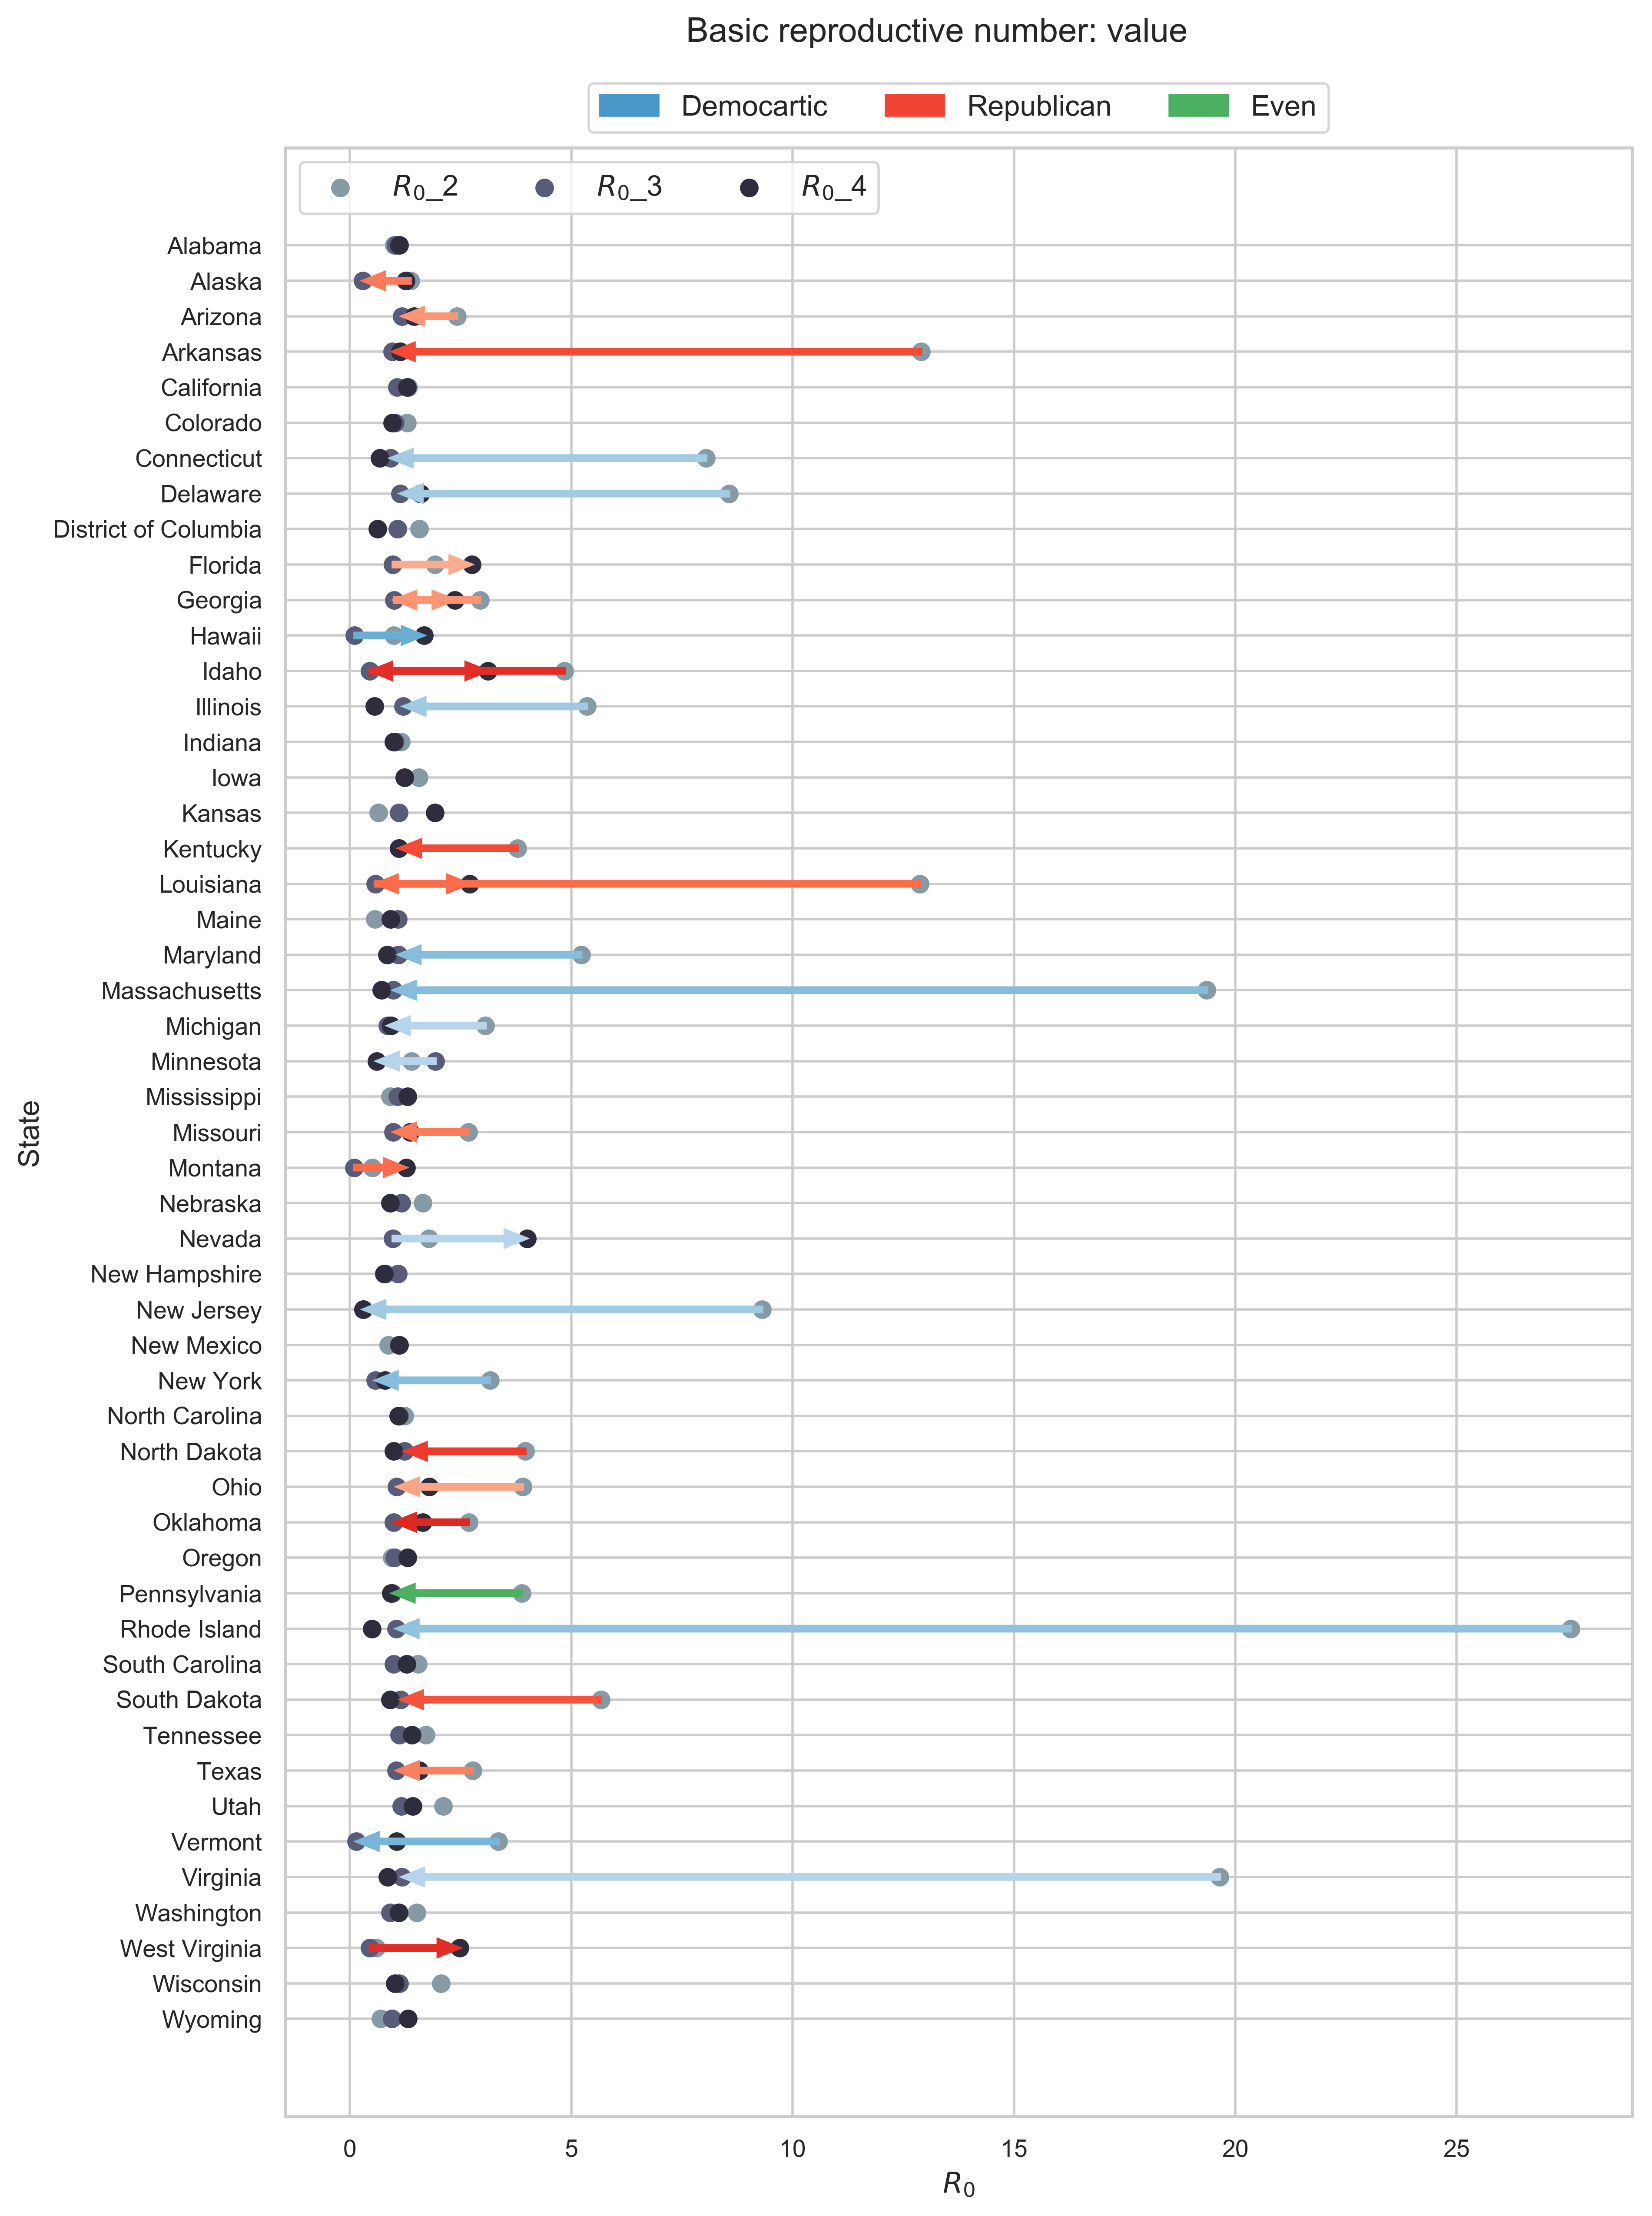 Basic reproductive number: value
Democartic Republican Even
R0_2 R0_3 R0_4
Alabama
Alaska
Arizona
Arkansas
California
Colorado
Connecticut
Delaware
District of Columbia
Florida
Georgia
Hawaii
Idaho
Illinois
Indiana
Iowa
Kansas
Kentucky
Louisiana
Maine
Maryland
Massachusetts
Michigan
Minnesota
Mississippi
Missouri
Montana
Nebraska
Nevada
New Hampshire
New Jersey
New Mexico
New York
North Carolina
North Dakota
Ohio
Oklahoma
Oregon
Pennsylvania
Rhode Island
South Carolina
South Dakota
Tennessee
Texas
Utah
Vermont
Virginia
Washington
West Virginia
Wisconsin
Wyoming
State
0 5 10 15 20 25
R0